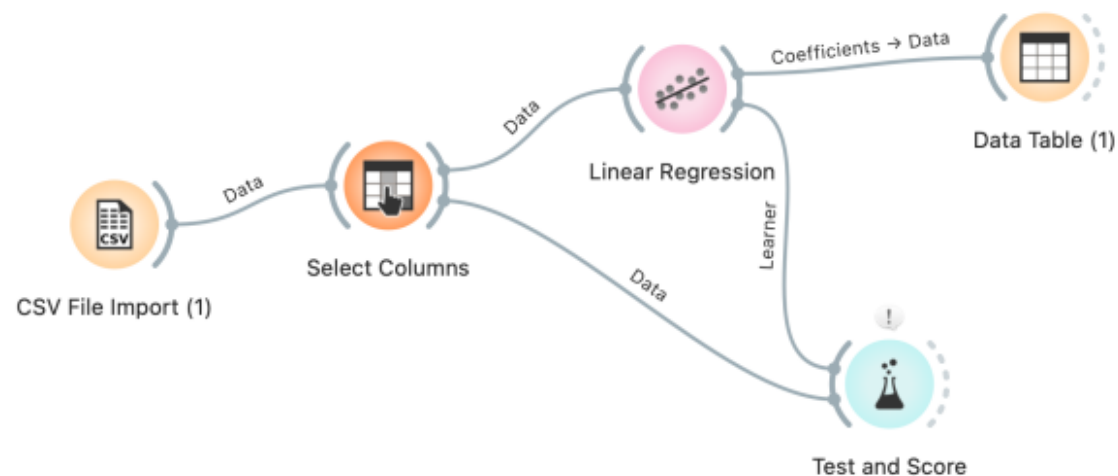 Coefficients → Data
Data Table (1)
Data
Linear Regression
Data
CSV
Select Columns
CSV File Import (1)
Learner
Data
!
Test and Score